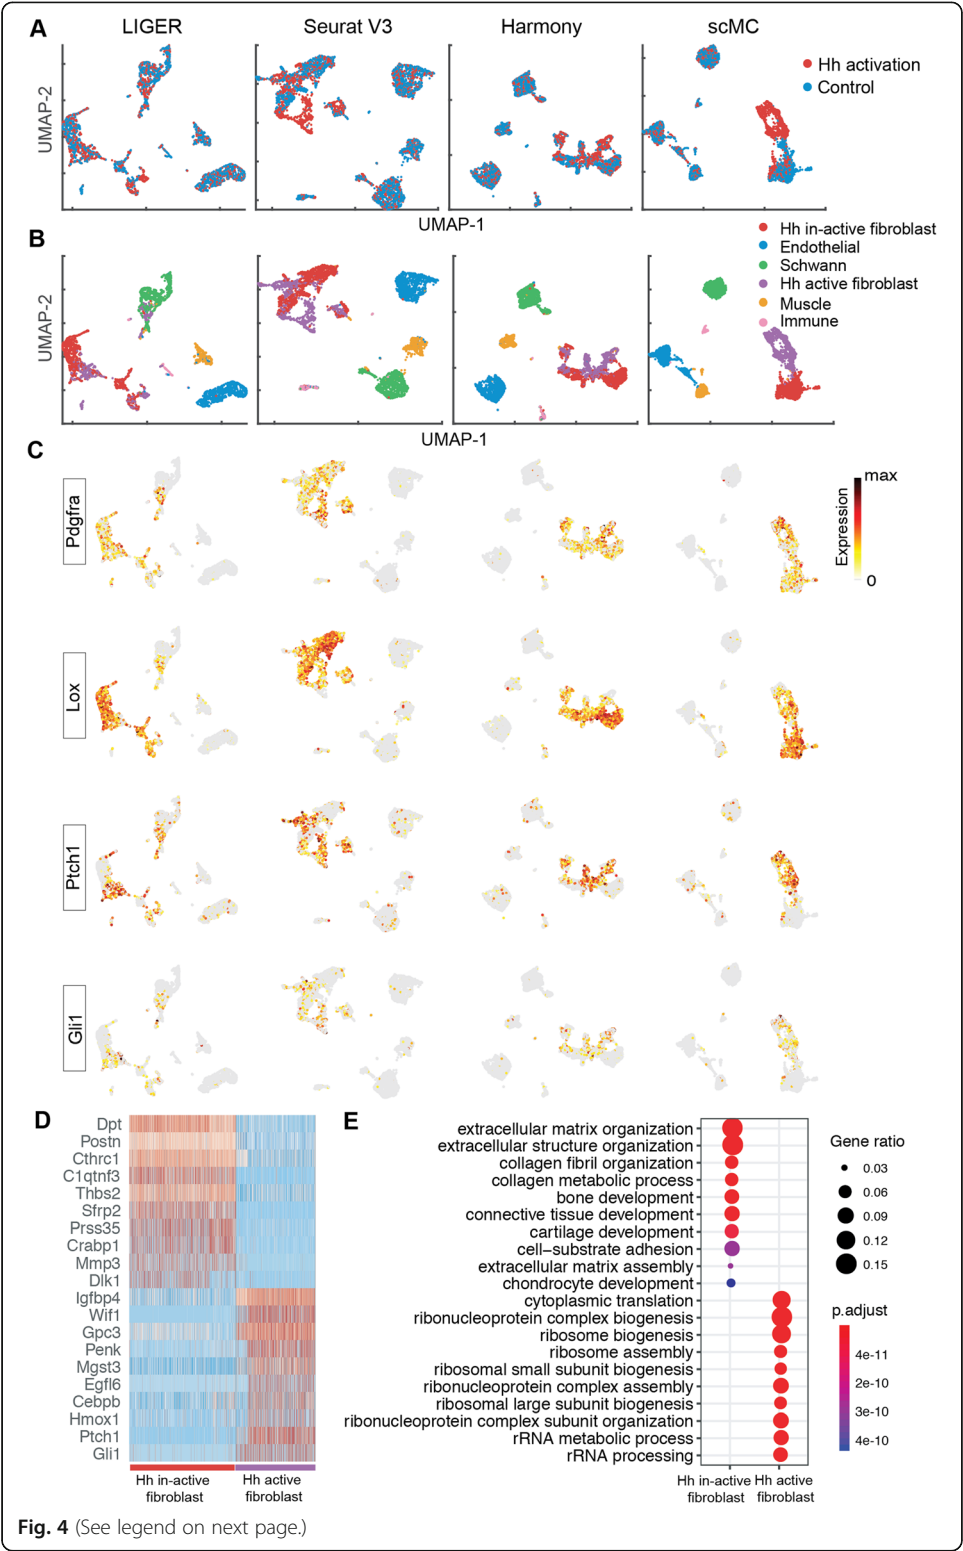 A
LIGER
Seurat V3
Harmony
scMC
Hh activation
Control
UMAP-2
UMAP-1
B
Hh in-active fibroblast
Endothelial
Schwann
Hh active fibroblast
Muscle
Immune
UMAP-2
UMAP-1
C
Pdgfra
Lox
Ptch1
Gli1
Expression
max
0
D
Dpt
Postn
Cthrc1
C1qtnf3
Thbs2
Sfrp2
Prss35
Crabp1
Mmp3
Dlk1
Igfbp4
Wif1
Gpc3
Penk
Mgst3
Egfl6
Cebpb
Hmox1
Ptch1
Gli1
Hh in-active
fibroblast
Hh active
fibroblast
E
extracellular matrix organization
extracellular structure organization
collagen fibril organization
collagen metabolic process
bone development
connective tissue development
cartilage development
cell−substrate adhesion
extracellular matrix assembly
chondrocyte development
cytoplasmic translation
ribonucleoprotein complex biogenesis
ribosome biogenesis
ribosome assembly
ribosomal small subunit biogenesis
ribonucleoprotein complex assembly
ribosomal large subunit biogenesis
ribonucleoprotein complex subunit organization
rRNA metabolic process
rRNA processing
Hh in-active
fibroblast
Hh active
fibroblast
Gene ratio
0.03
0.06
0.09
0.12
0.15
p.adjust
4e-11
2e-10
3e-10
4e-10
Fig. 4 (See legend on next page.)